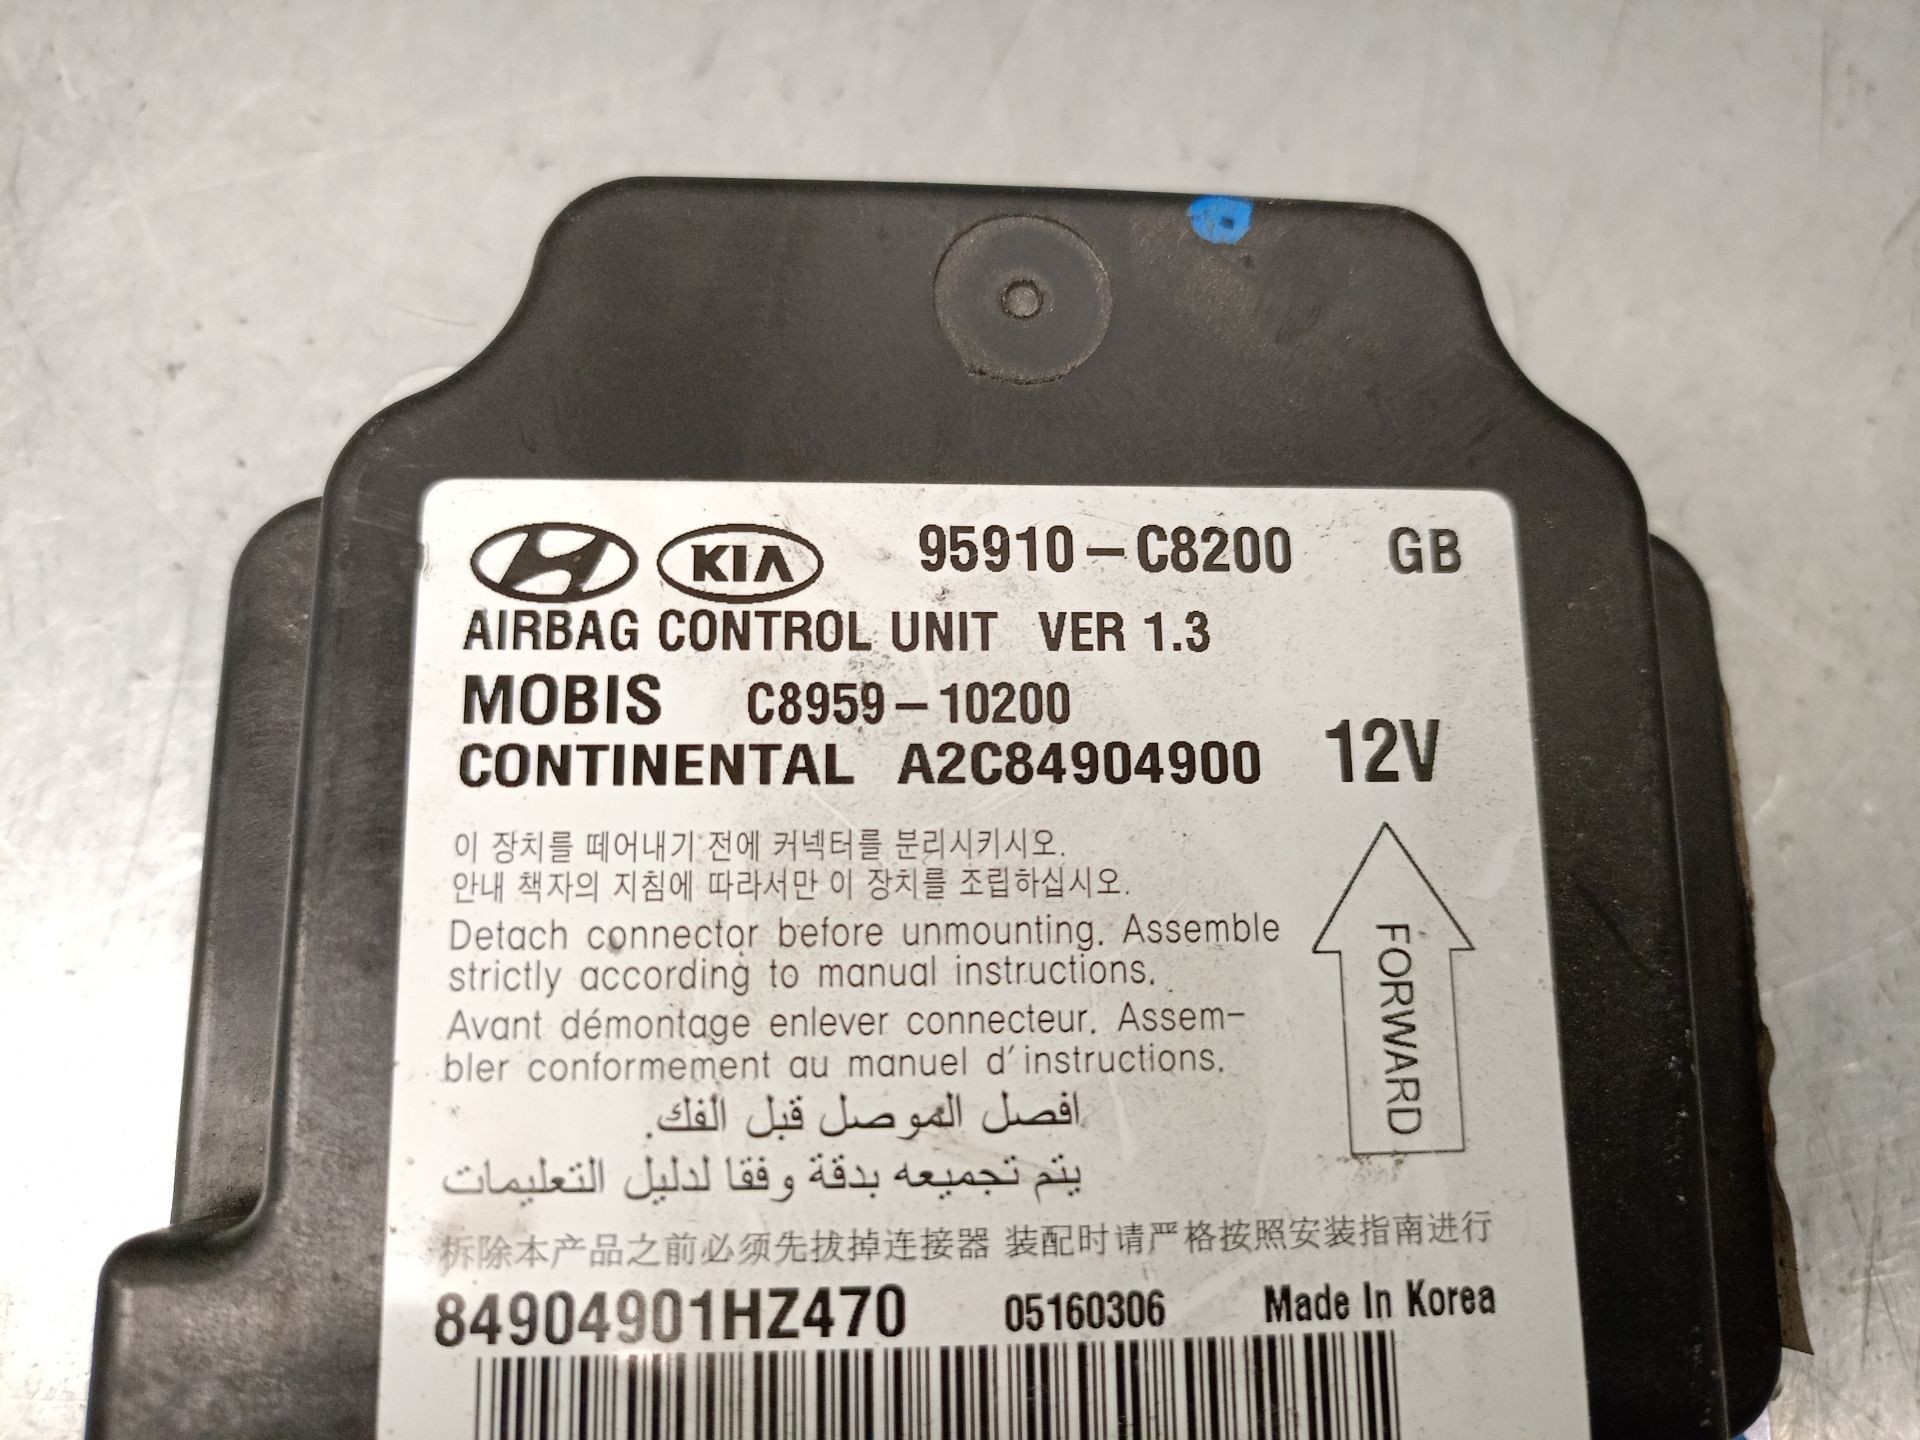 KIA 95910-C8200 GB
AIRBAG CONTROL UNIT VER 1.3
MOBIS C8959-10200
CONTINENTAL A2C84904900 12V
이 장치를 떼어내기 전에 커넥터를 분리시키시오.
안내 책자의 지침에 따라서만 이 장치를 조립하십시오.
Detach connector before unmounting. Assemble
strictly according to manual instructions.
Avant démontage enlever connecteur. Assem-
bler conformement au manuel d'instructions.
FORWARD
افصل الموصل قبل الفك.
يتم تجميعه بدقة وفقا لدليل التعليمات
拆除本产品之前必须先拔掉连接器 装配时请严格按照安装指南进行
84904901HZ470 05160306 Made In Korea